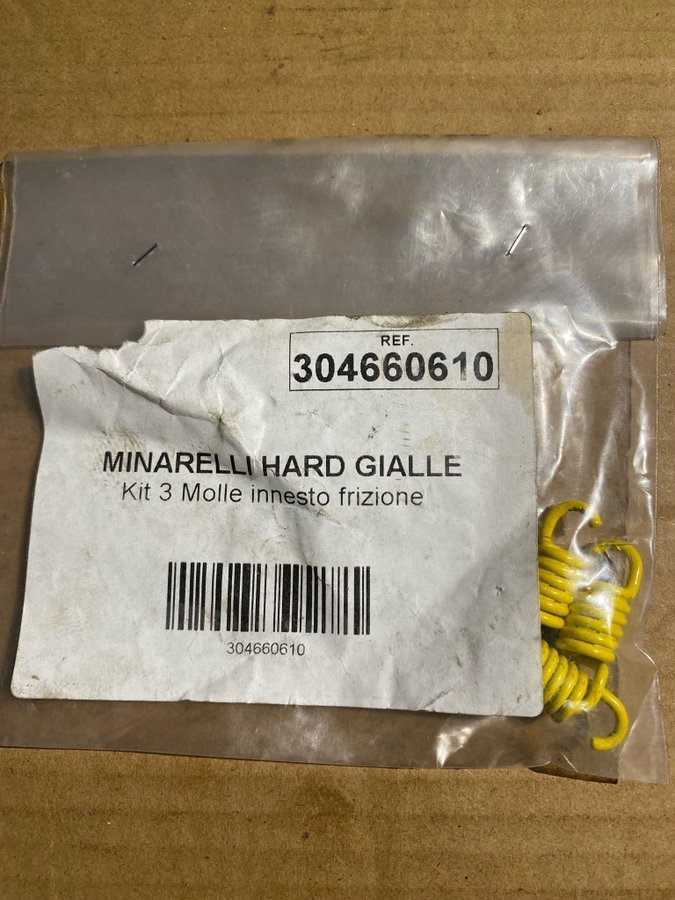 REF.
304660610
MINARELLI HARD GIALLE
Kit 3 Molle innesto frizione
304660610